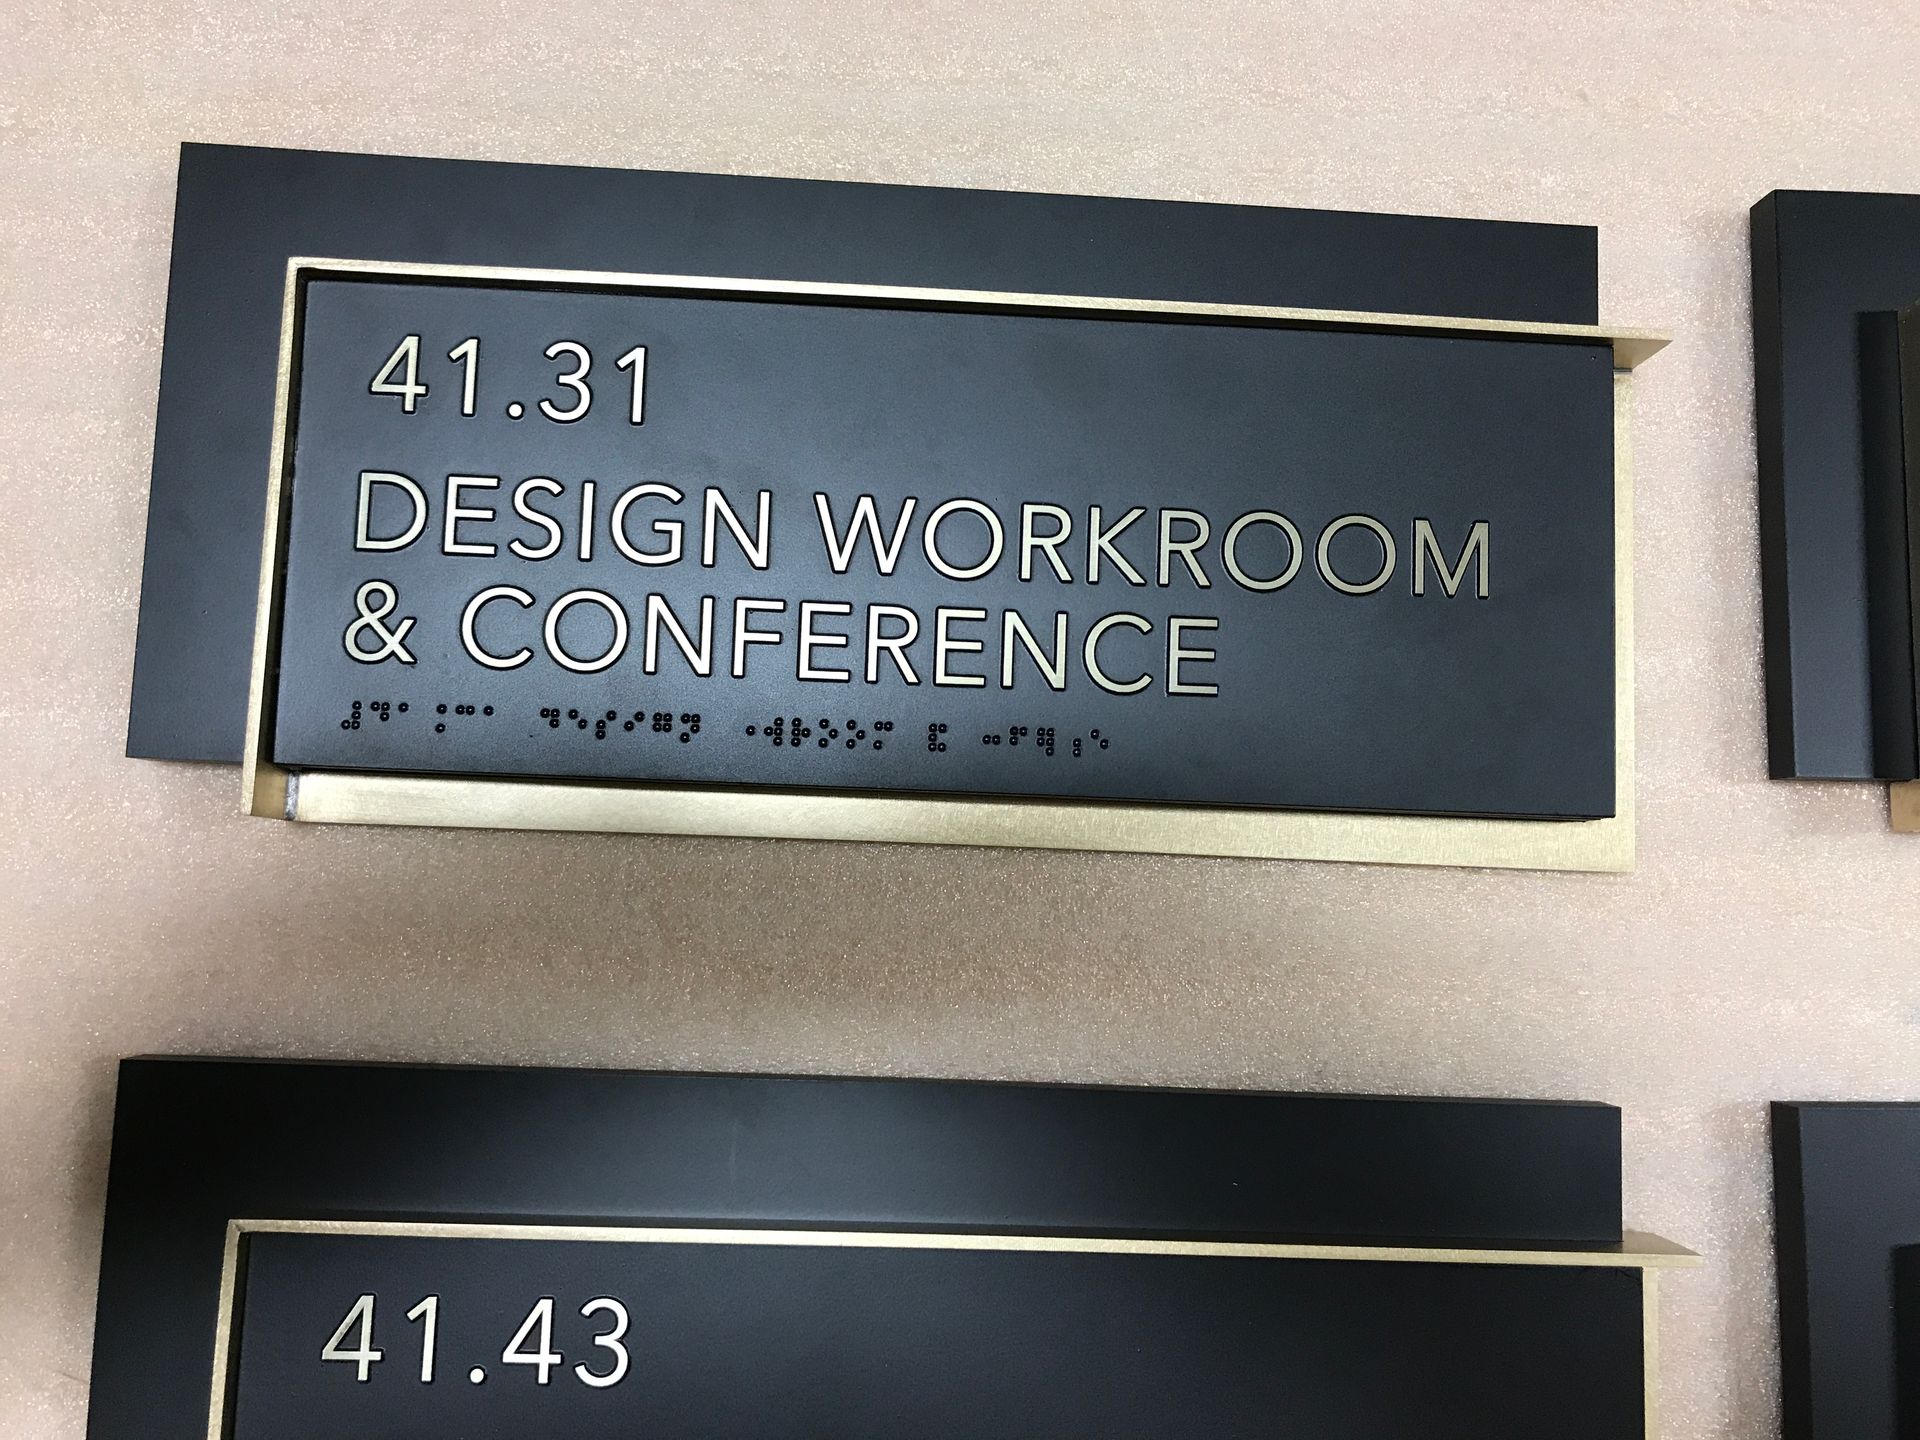 41.31
DESIGN WORKROOM
& CONFERENCE
41.43